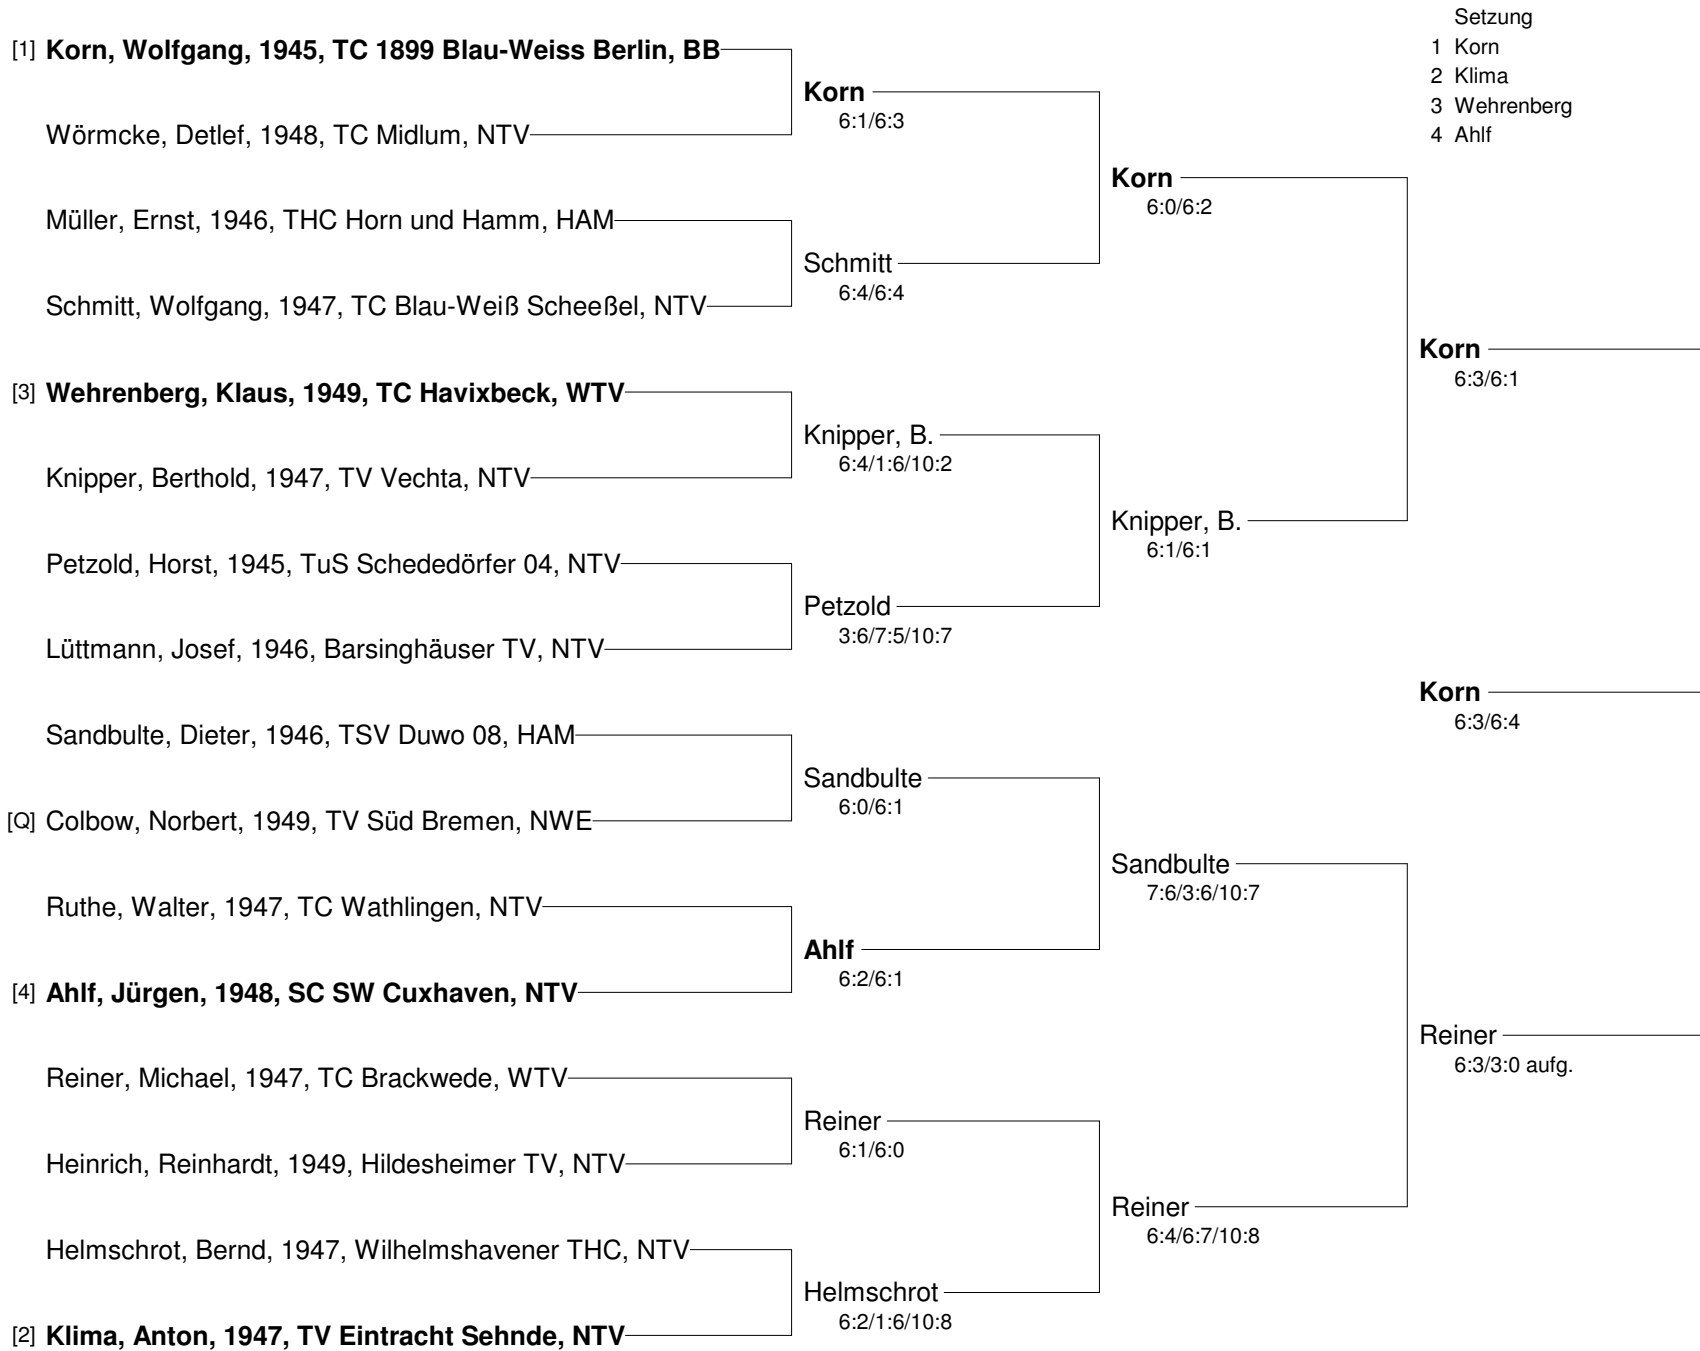 Setzung
1 Korn
2 Klima
3 Wehrenberg
4 Ahlf
[1] Korn, Wolfgang, 1945, TC 1899 Blau-Weiss Berlin, BB
Korn
6:1/6:3
Wörmcke, Detlef, 1948, TC Midlum, NTV
Korn
6:0/6:2
Müller, Ernst, 1946, THC Horn und Hamm, HAM
Schmitt
6:4/6:4
Schmitt, Wolfgang, 1947, TC Blau-Weiß Scheeßel, NTV
Korn
6:3/6:1
[3] Wehrenberg, Klaus, 1949, TC Havixbeck, WTV
Knipper, B.
6:4/1:6/10:2
Knipper, Berthold, 1947, TV Vechta, NTV
Knipper, B.
6:1/6:1
Petzold, Horst, 1945, TuS Schededörfer 04, NTV
Petzold
3:6/7:5/10:7
Lüttmann, Josef, 1946, Barsinghäuser TV, NTV
Korn
6:3/6:4
Sandbulte, Dieter, 1946, TSV Duwo 08, HAM
Sandbulte
6:0/6:1
[Q] Colbow, Norbert, 1949, TV Süd Bremen, NWE
Sandbulte
7:6/3:6/10:7
Ruthe, Walter, 1947, TC Wathlingen, NTV
Ahlf
6:2/6:1
[4] Ahlf, Jürgen, 1948, SC SW Cuxhaven, NTV
Reiner
6:3/3:0 aufg.
Reiner, Michael, 1947, TC Brackwede, WTV
Reiner
6:1/6:0
Heinrich, Reinhardt, 1949, Hildesheimer TV, NTV
Reiner
6:4/6:7/10:8
Helmschrot, Bernd, 1947, Wilhelmshavener THC, NTV
Helmschrot
6:2/1:6/10:8
[2] Klima, Anton, 1947, TV Eintracht Sehnde, NTV